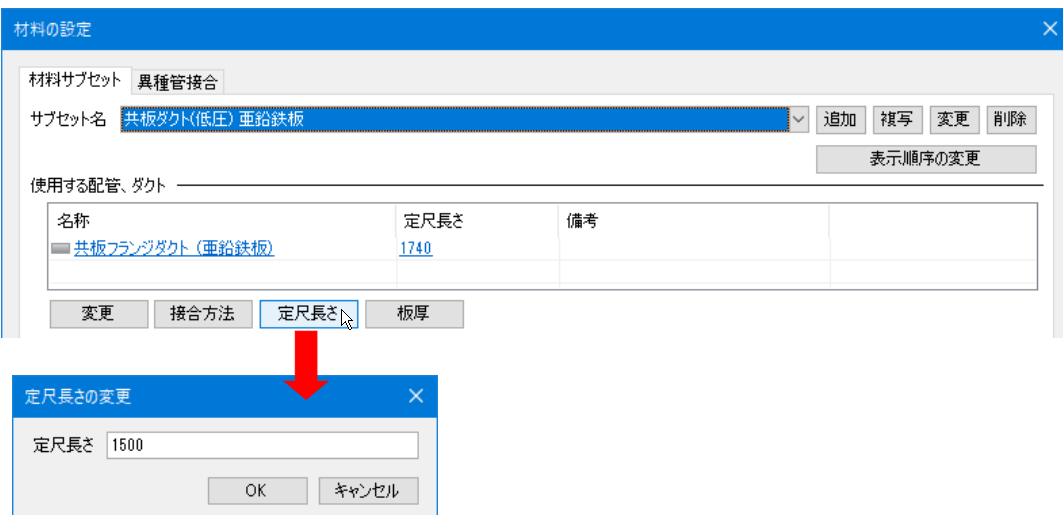 材料の設定
材料サブセット 異種管接合
サブセット名 共板ダクト(低圧) 亜鉛鉄板 追加 複写 変更 削除
表示順序の変更
使用する配管、ダクト
名称 定尺長さ 備考
共板フランジダクト（亜鉛鉄板） 1740
変更 接合方法 定尺長さ 板厚
定尺長さの変更
定尺長さ 1500
OK キャンセル